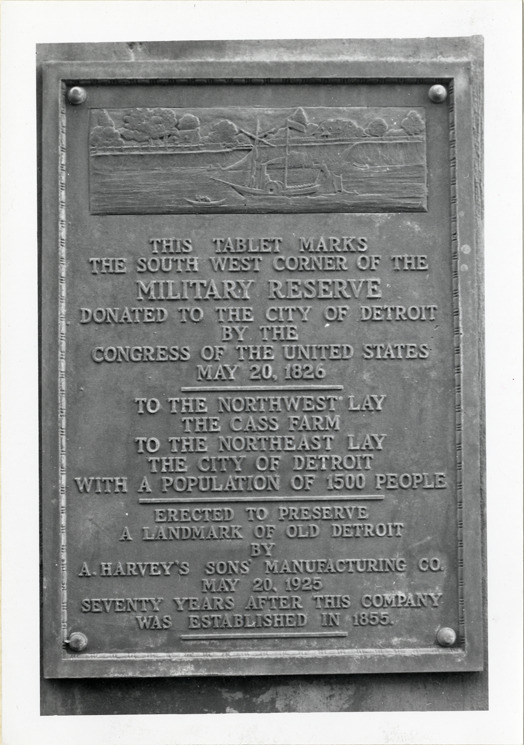 THIS TABLET MARKS
THE SOUTH WEST CORNER OF THE
MILITARY RESERVE
DONATED TO THE CITY OF DETROIT
BY THE
CONGRESS OF THE UNITED STATES
MAY 20, 1826
TO THE NORTHWEST LAY
THE CASS FARM
TO THE NORTHEAST LAY
THE CITY OF DETROIT
WITH A POPULATION OF 1500 PEOPLE
ERECTED TO PRESERVE
A LANDMARK OF OLD DETROIT
BY
A. HARVEY'S SONS MANUFACTURING CO.
MAY 20, 1925
SEVENTY YEARS AFTER THIS COMPANY
WAS ESTABLISHED IN 1855.